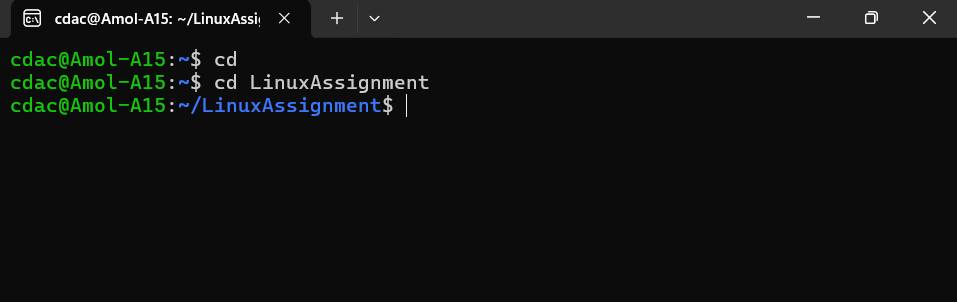 cdac@Amol-A15: ~/LinuxAssi
cdac@Amol-A15:~$ cd
cdac@Amol-A15:~$ cd LinuxAssignment
cdac@Amol-A15:~/LinuxAssignment$